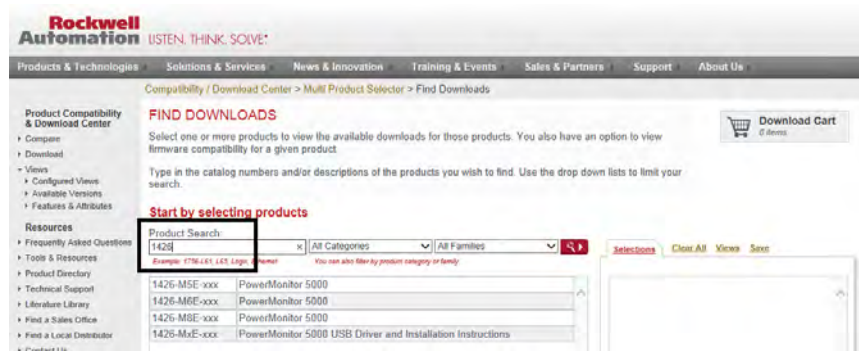 Rockwell
Automation
LISTEN. THINK. SOLVE.®
Products & Technologies
Solutions & Services
News & Innovation
Training & Events
Sales & Partners
Support
About Us
Compatibility / Download Center > Multi Product Selector > Find Downloads
Product Compatibility
& Download Center
Compare
Download
Views
Configured Views
Available Versions
Features & Attributes
Resources
Frequently Asked Questions
Tools & Resources
Product Directory
Technical Support
Literature Library
Find a Sales Office
Find a Local Distributor
Contact Us
FIND DOWNLOADS
Select one or more products to view the available downloads for those products. You also have an option to view
firmware compatibility for a given product
Type in the catalog numbers and/or descriptions of the products you wish to find. Use the drop down lists to limit your
search.
Download Cart
0 items
Start by selecting products
Product Search:
1426
x
All Categories
All Families
Example: 1756-L61, L63, Logix, Ethernet
You can also filter by product category or family
1426-M5E-xxx PowerMonitor 5000
1426-M6E-xxx PowerMonitor 5000
1426-M8E-xxx PowerMonitor 5000
1426-MxE-xxx PowerMonitor 5000 USB Driver and Installation Instructions
Selections
Clear All
Views
Save